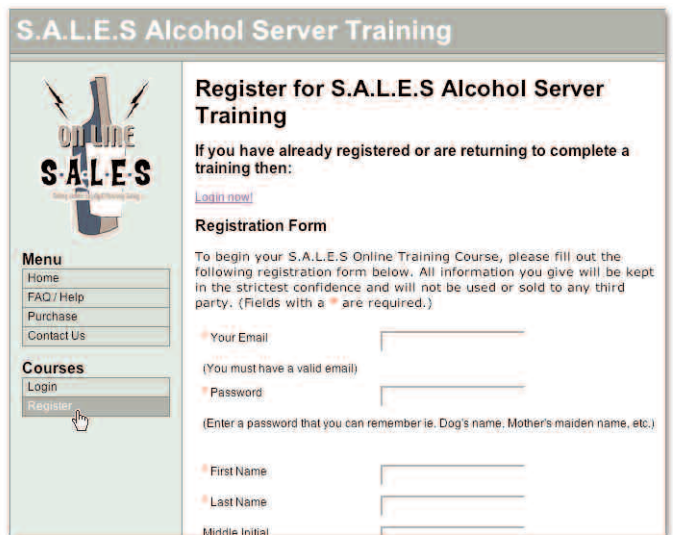 S.A.L.E.S Alcohol Server Training
ON LINE
S·A·L·E·S
Menu
Home
FAQ / Help
Purchase
Contact Us
Courses
Login
Register
Register for S.A.L.E.S Alcohol Server
Training
If you have already registered or are returning to complete a
training then:
Login now!
Registration Form
To begin your S.A.L.E.S Online Training Course, please fill out the
following registration form below. All information you give will be kept
in the strictest confidence and will not be used or sold to any third
party. (Fields with a * are required.)
* Your Email
(You must have a valid email)
* Password
(Enter a password that you can remember ie. Dog's name, Mother's maiden name, etc.)
* First Name
* Last Name
Middle Initial